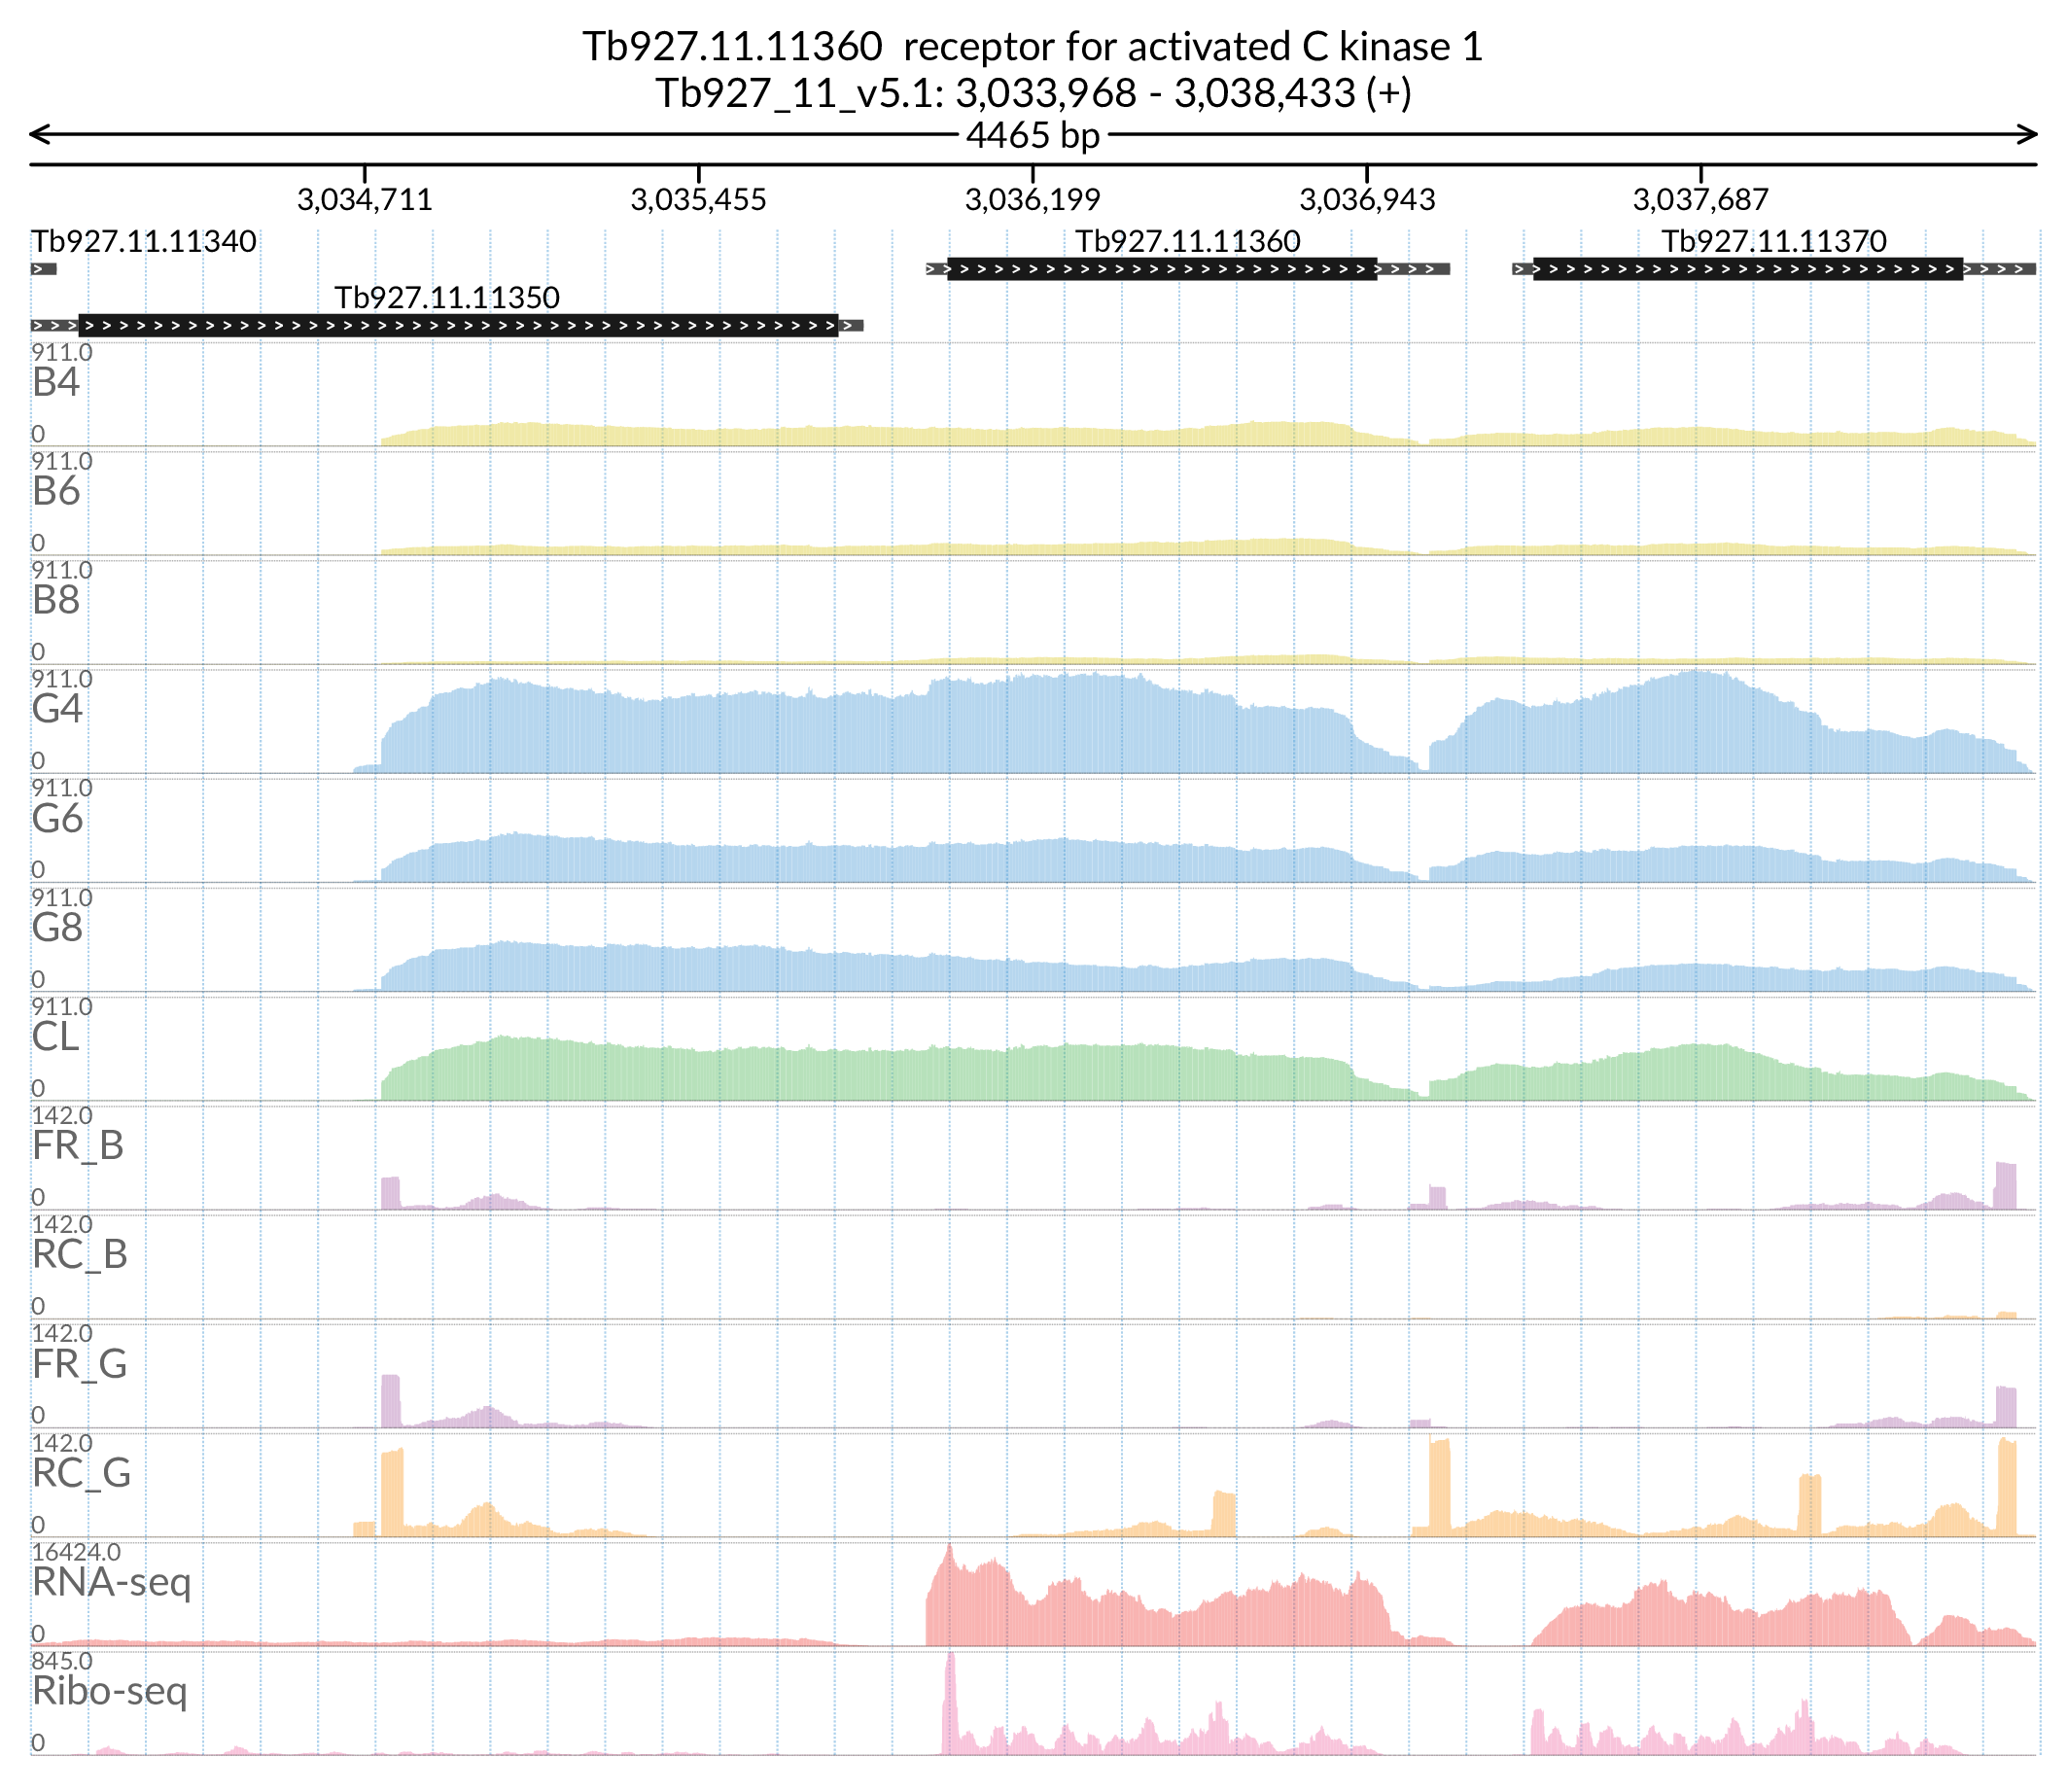 Tb927.11.11360  receptor for activated C kinase 1
Tb927_11_v5.1: 3,033,968 - 3,038,433 (+)
4465 bp
3,034,711 3,035,455 3,036,199 3,036,943 3,037,687
Tb927.11.11340 Tb927.11.11360 Tb927.11.11370
Tb927.11.11350
911.0
B4
0
911.0
B6
0
911.0
B8
0
911.0
G4
0
911.0
G6
0
911.0
G8
0
911.0
CL
0
142.0
FR_B
0
142.0
RC_B
0
142.0
FR_G
0
142.0
RC_G
0
16424.0
RNA-seq
0
845.0
Ribo-seq
0